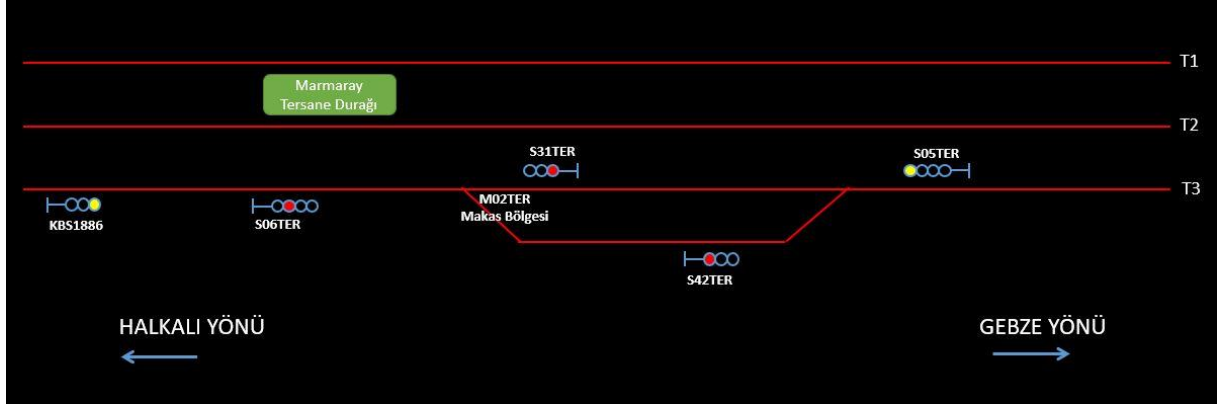 T1
Marmaray
Tersane Durağı
T2
S31TER
S05TER
T3
M02TER
Makas Bölgesi
KBS1886
S06TER
S42TER
HALKALI YÖNÜ
GEBZE YÖNÜ